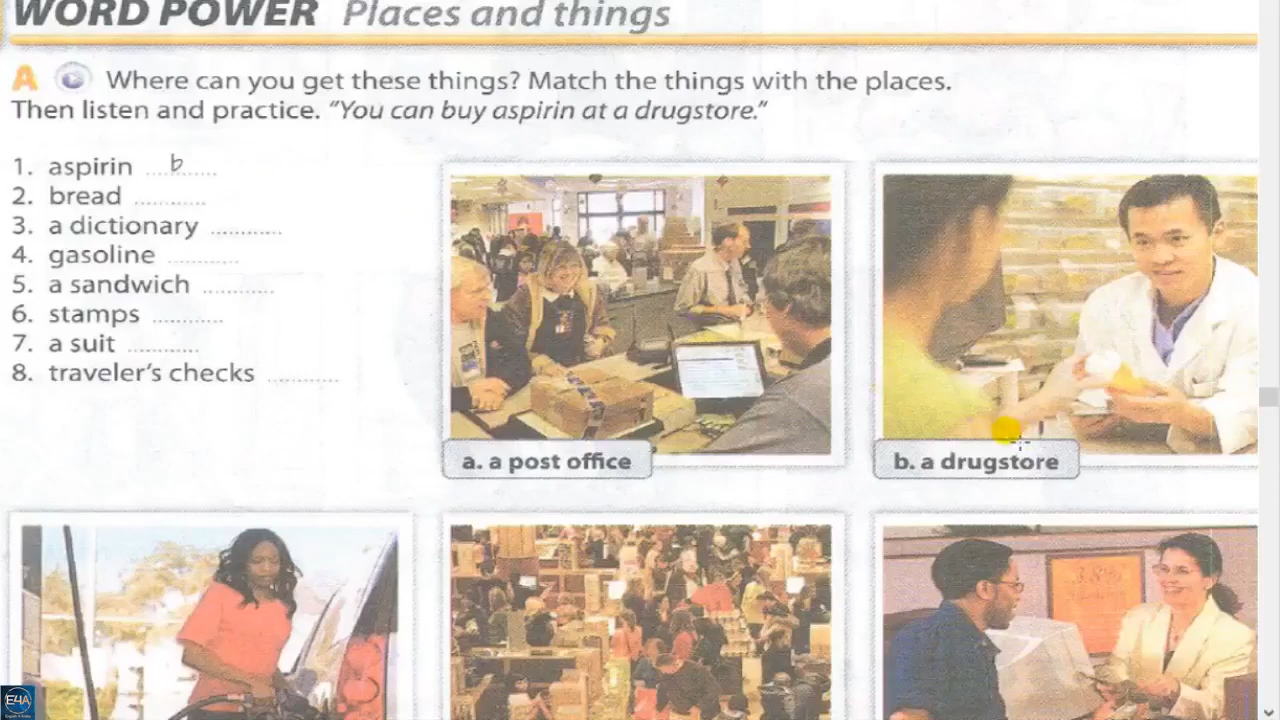 WORD POWER Places and things
A Where can you get these things? Match the things with the places.
Then listen and practice. "You can buy aspirin at a drugstore."
1. aspirin ......b......
2. bread ............
3. a dictionary ............
4. gasoline ............
5. a sandwich ............
6. stamps ............
7. a suit ............
8. traveler's checks ............
a. a post office
b. a drugstore
E4A